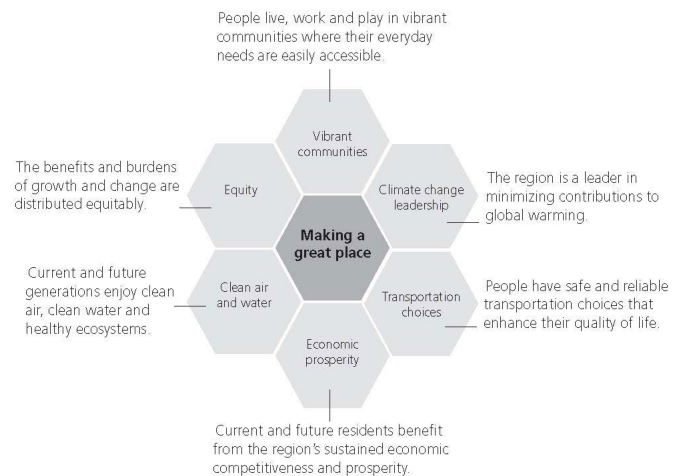 People live, work and play in vibrant
communities where their everyday
needs are easily accessible.
Vibrant
communities
The benefits and burdens
of growth and change are
distributed equitably.
Equity
Climate change
leadership
The region is a leader in
minimizing contributions to
global warming.
Making a
great place
Current and future
generations enjoy clean
air, clean water and
healthy ecosystems.
Clean air
and water
Transportation
choices
People have safe and reliable
transportation choices that
enhance their quality of life.
Economic
prosperity
Current and future residents benefit
from the region's sustained economic
competitiveness and prosperity.